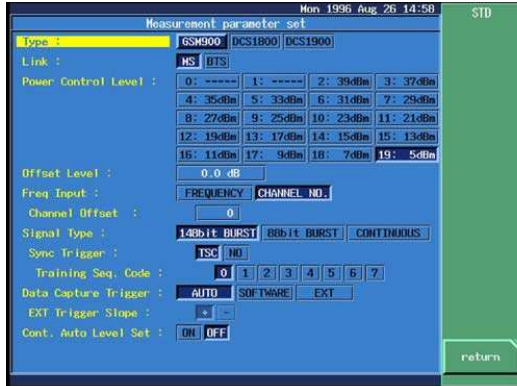 Mon 1996 Aug 26 14:58
STD
Measurement parameter set
Type : GSM900 DCS1800 DCS1900
Link : MS BTS
Power Control Level : 0: ----- 1: ----- 2: 39dBm 3: 37dBm
4: 35dBm 5: 33dBm 6: 31dBm 7: 29dBm
8: 27dBm 9: 25dBm 10: 23dBm 11: 21dBm
12: 19dBm 13: 17dBm 14: 15dBm 15: 13dBm
16: 11dBm 17: 9dBm 18: 7dBm 19: 5dBm
Offset Level : 0.0 dB
Freq Input : FREQUENCY CHANNEL NO.
Channel Offset : 0
Signal Type : 148bit BURST 88bit BURST CONTINUOUS
Sync Trigger : TSC NO
Training Seq. Code : 0 1 2 3 4 5 6 7
Data Capture Trigger : AUTO SOFTWARE EXT
EXT Trigger Slope : + -
Cont. Auto Level Set : ON OFF
return